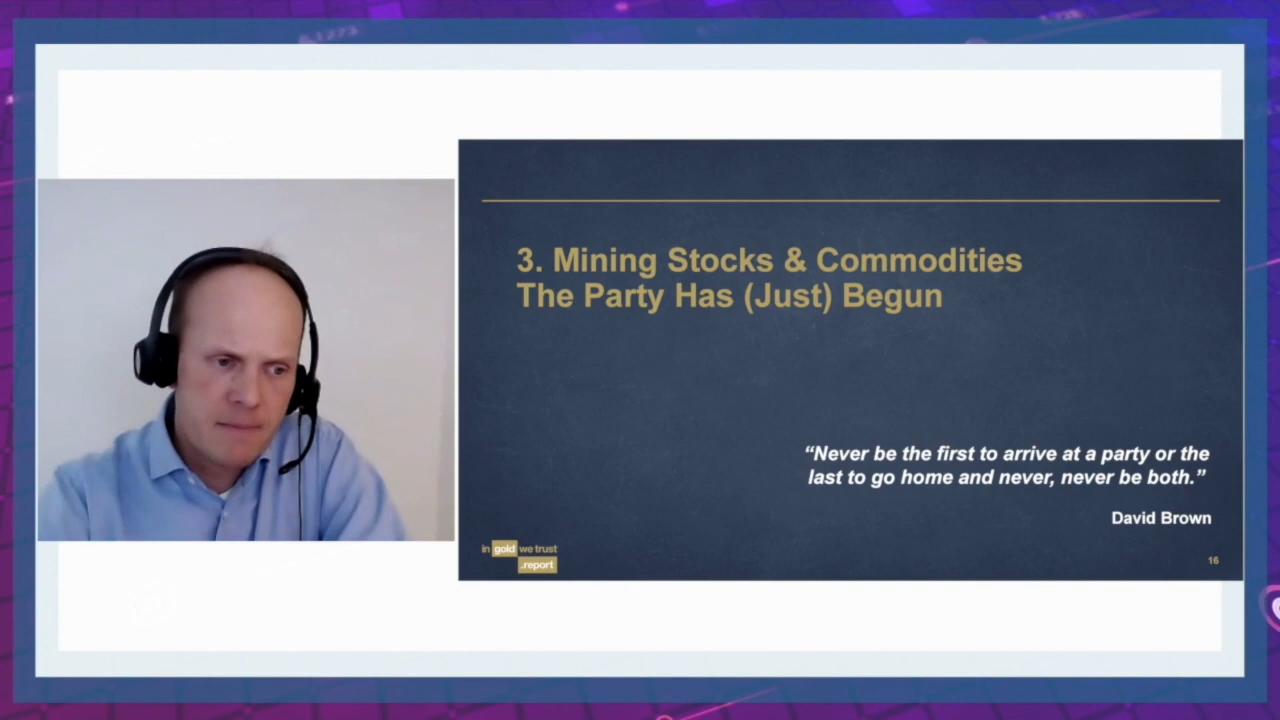 3. Mining Stocks & Commodities
The Party Has (Just) Begun
“Never be the first to arrive at a party or the
last to go home and never, never be both.”
David Brown
in gold we trust
.report
16